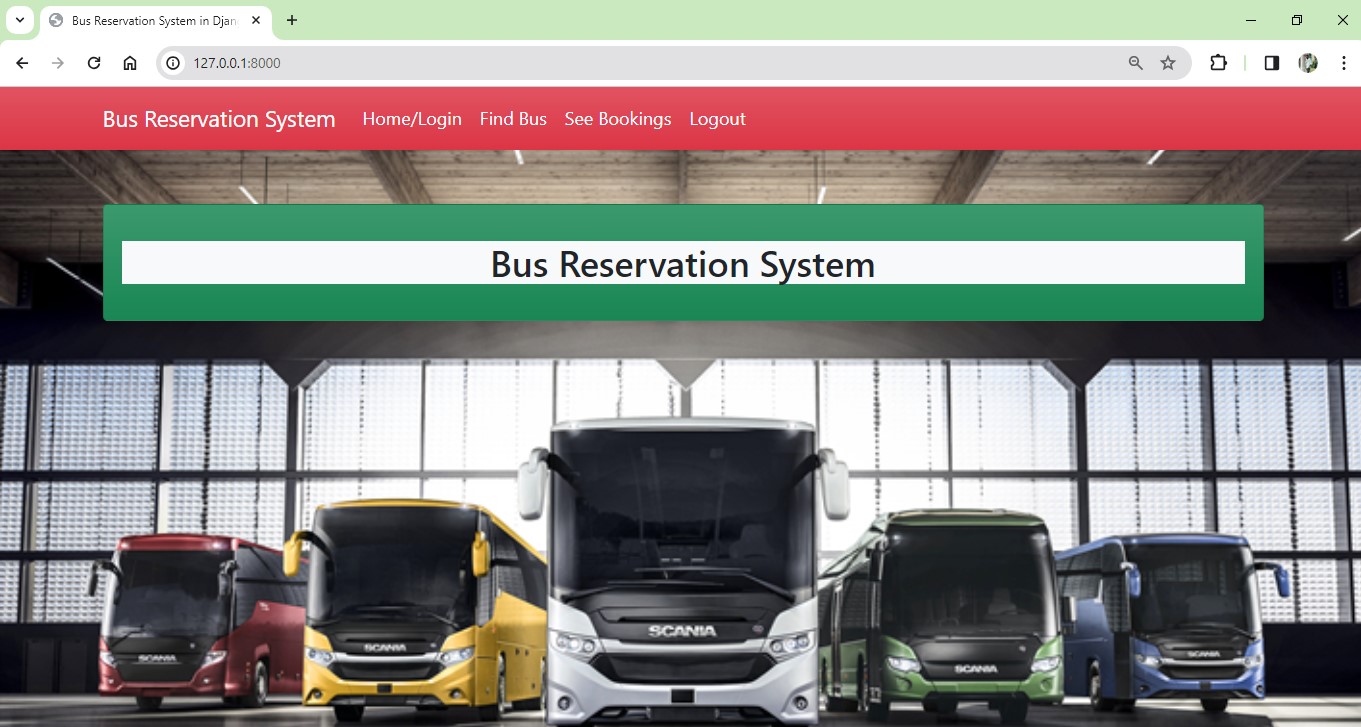 Bus Reservation System in Djan
127.0.0.1:8000
Bus Reservation System Home/Login Find Bus See Bookings Logout
Bus Reservation System
SCANIA
SCANIA
SCANIA
SCANIA
SCANIA